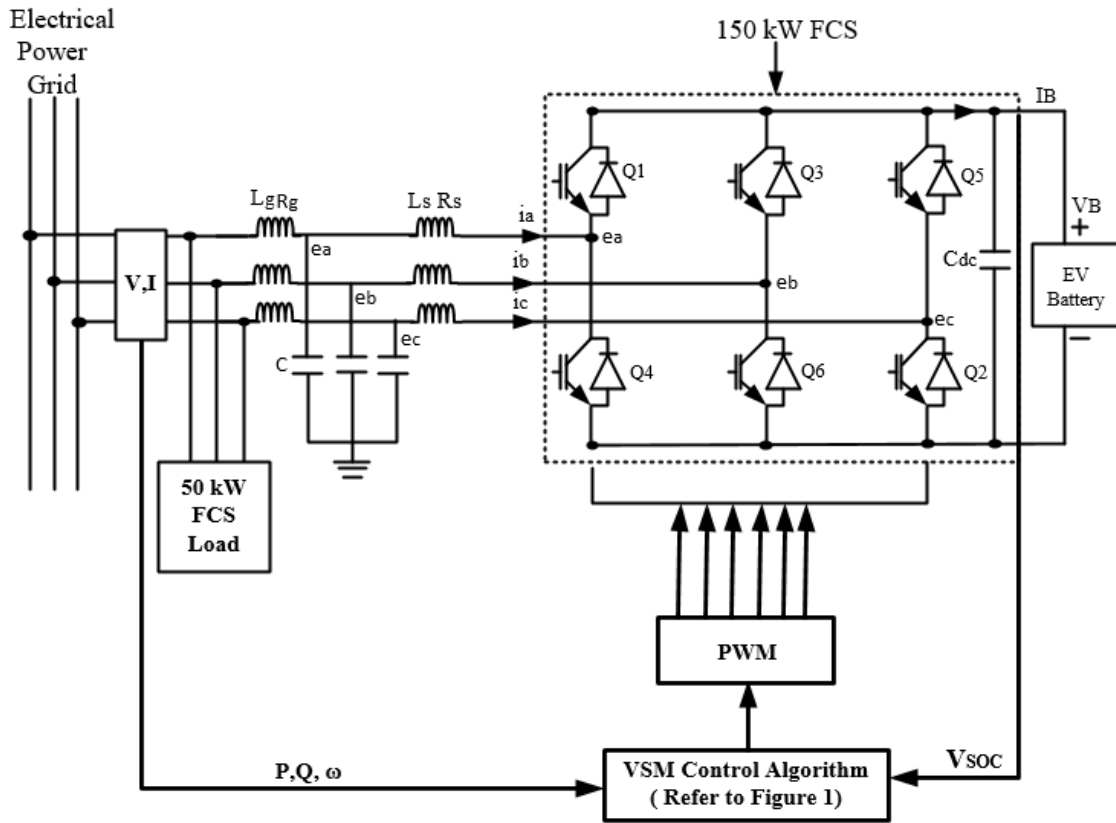 Electrical
Power
Grid
150 kW FCS
IB
Q1
Q3
Q5
LgRg
Ls Rs
ia
ea
ea
VB
+
V,I
ib
eb
eb
Cdc
EV
Battery
ic
ec
ec
C
Q4
Q6
Q2
50 kW
FCS
Load
PWM
P,Q, ω
VSM Control Algorithm
( Refer to Figure 1)
VSOC